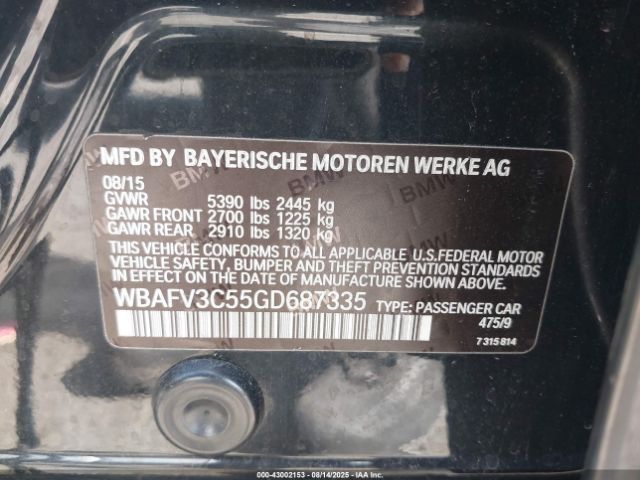 MFD BY BAYERISCHE MOTOREN WERKE AG
08/15
GVWR 5390 lbs 2445 kg
GAWR FRONT 2700 lbs 1225 kg
GAWR REAR 2910 lbs 1320 kg
THIS VEHICLE CONFORMS TO ALL APPLICABLE U.S.FEDERAL MOTOR
VEHICLE SAFETY, BUMPER AND THEFT PREVENTION STANDARDS IN
EFFECT ON THE DATE OF MANUFACTURE SHOWN ABOVE.
WBAFV3C55GD687335 TYPE: PASSENGER CAR
475/9
7 315 814
©-43002153 - 08/14/2025 - IAAI.COM